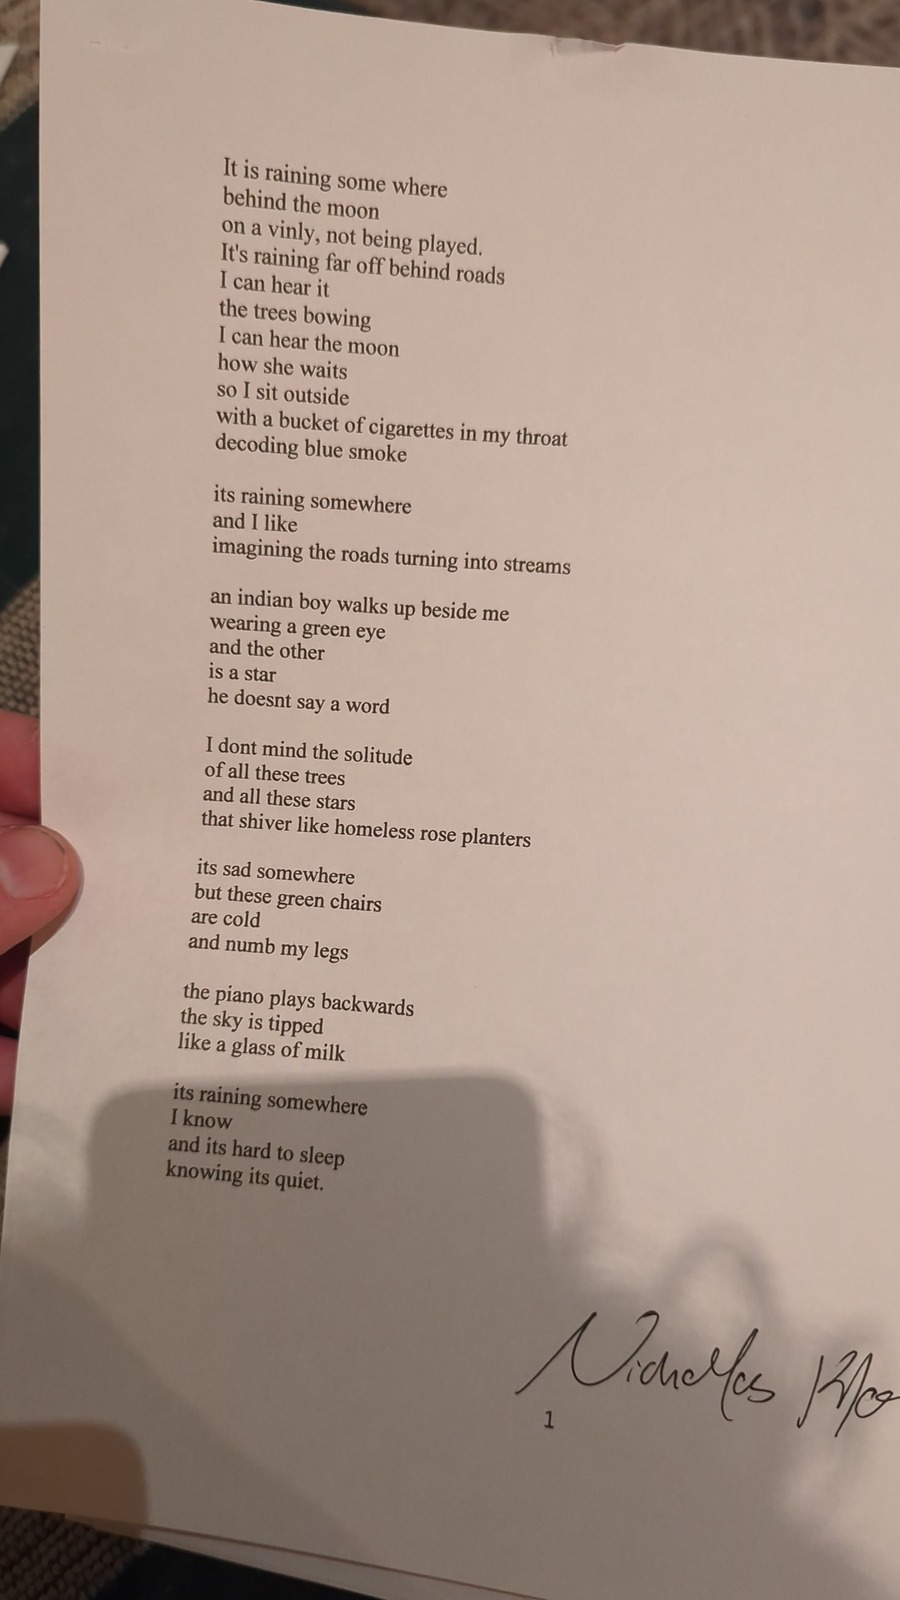 It is raining some where
behind the moon
on a vinly, not being played.
It's raining far off behind roads
I can hear it
the trees bowing
I can hear the moon
how she waits
so I sit outside
with a bucket of cigarettes in my throat
decoding blue smoke
its raining somewhere
and I like
imagining the roads turning into streams
an indian boy walks up beside me
wearing a green eye
and the other
is a star
he doesnt say a word
I dont mind the solitude
of all these trees
and all these stars
that shiver like homeless rose planters
its sad somewhere
but these green chairs
are cold
and numb my legs
the piano plays backwards
the sky is tipped
like a glass of milk
its raining somewhere
I know
and its hard to sleep
knowing its quiet.
1